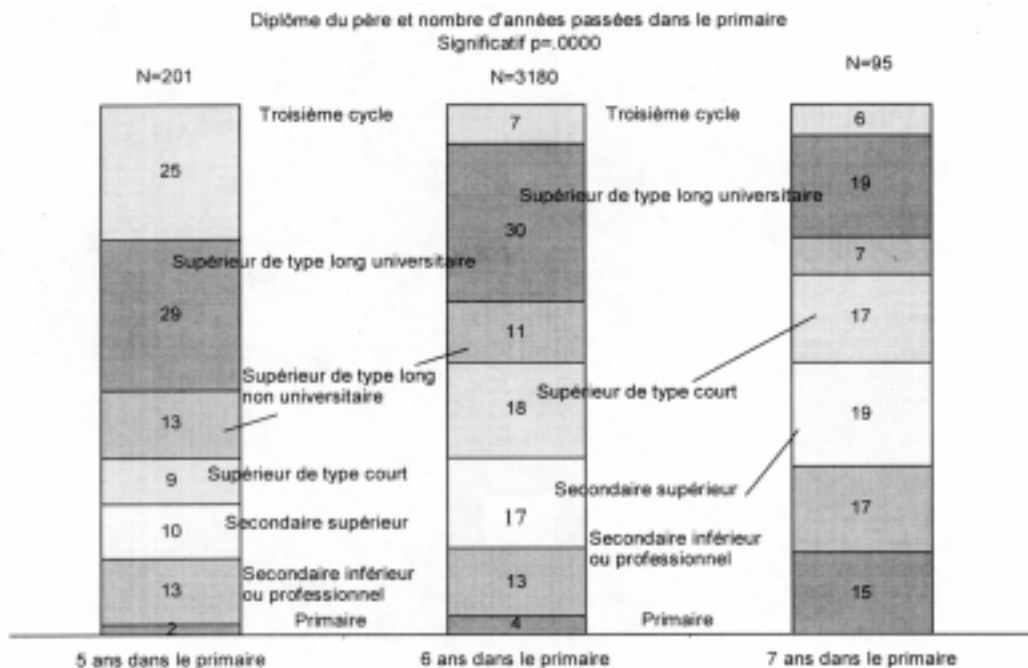 Diplôme du père et nombre d'années passées dans le primaire
Significatif p=.0000
N=201
N=3180
N=95
Troisième cycle
Troisième cycle
25
7
6
Supérieur de type long universitaire
Supérieur de type long universitaire
29
30
19
7
Supérieur de type long
non universitaire
13
11
Supérieur de type court
17
18
Supérieur de type court
9
19
Secondaire supérieur
Secondaire supérieur
10
17
Secondaire inférieur
ou professionnel
17
Secondaire inférieur
ou professionnel
13
13
15
Primaire
Primaire
2
4
5 ans dans le primaire
6 ans dans le primaire
7 ans dans le primaire